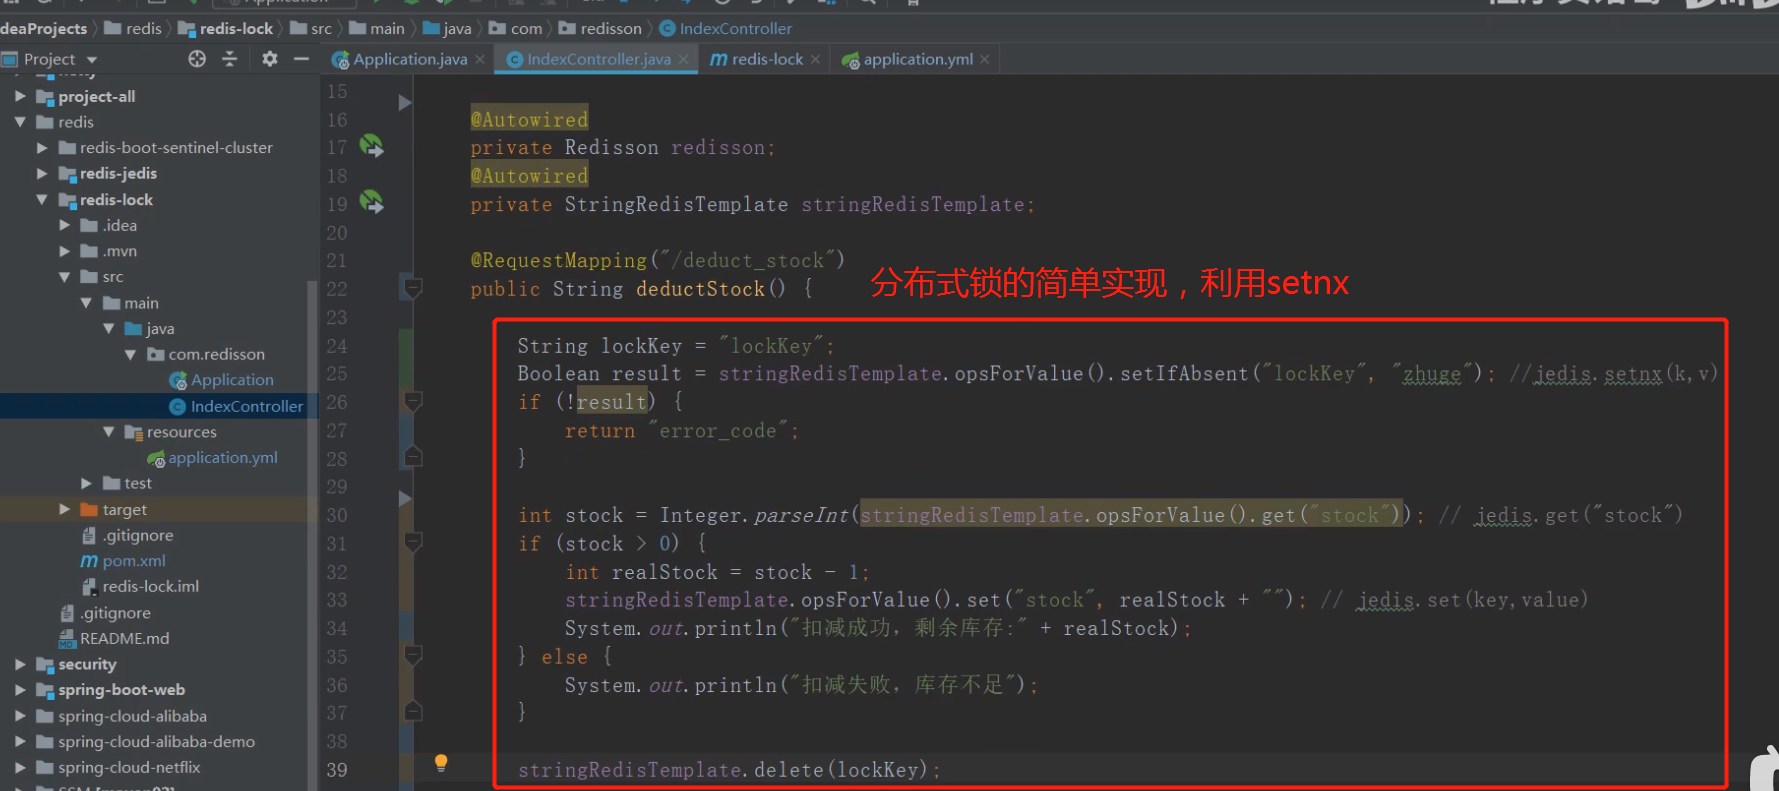 deaProjects redis redis-lock src main java com redisson IndexController
Project
Application.java × IndexController.java × redis-lock × application.yml ×
project-all
redis
redis-boot-sentinel-cluster
redis-jedis
redis-lock
.idea
.mvn
src
main
java
com.redisson
Application
IndexController
resources
application.yml
test
target
.gitignore
pom.xml
redis-lock.iml
.gitignore
README.md
security
spring-boot-web
spring-cloud-alibaba
spring-cloud-alibaba-demo
spring-cloud-netflix
15
16 @Autowired
17 private Redisson redisson;
18 @Autowired
19 private StringRedisTemplate stringRedisTemplate;
20
21 @RequestMapping("/deduct_stock")
22 public String deductStock() {
分布式锁的简单实现，利用setnx
23
24 String lockKey = "lockKey";
25 Boolean result = stringRedisTemplate.opsForValue().setIfAbsent("lockKey", "zhuge"); //jedis.setnx(k,v)
26 if (!result) {
27 return "error_code";
28 }
29
30 int stock = Integer.parseInt(stringRedisTemplate.opsForValue().get("stock")); // jedis.get("stock")
31 if (stock > 0) {
32 int realStock = stock - 1;
33 stringRedisTemplate.opsForValue().set("stock", realStock + ""); // jedis.set(key,value)
34 System.out.println("扣减成功，剩余库存:" + realStock);
35 } else {
36 System.out.println("扣减失败，库存不足");
37 }
38
39 stringRedisTemplate.delete(lockKey);